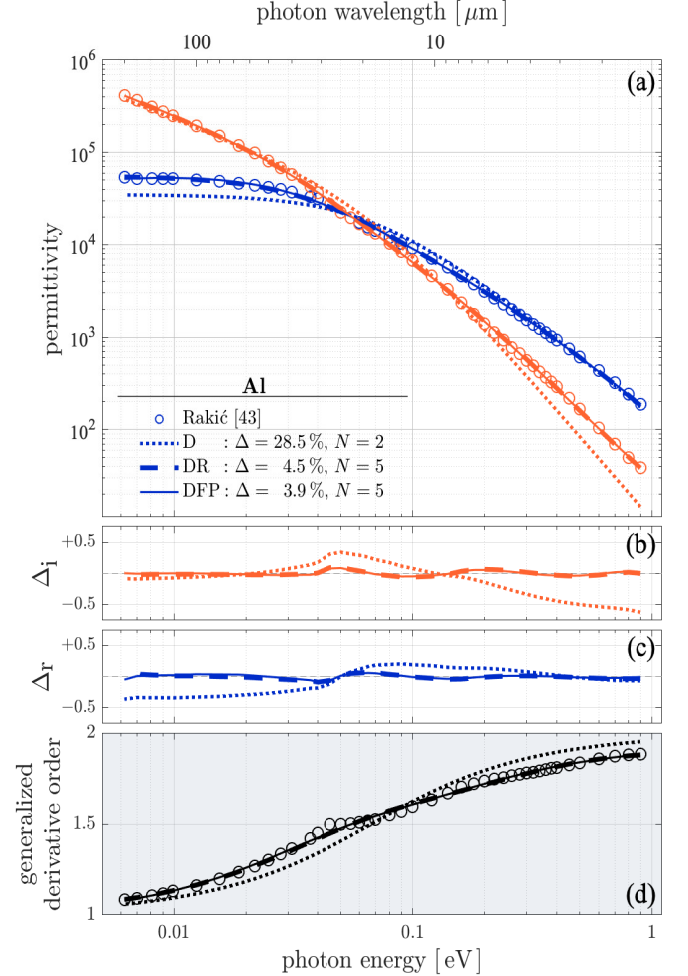 photon wavelength [ μm ]
100 10
(a)
10^6
10^5
10^4
10^3
10^2
permittivity
Al
Rakić [43]
D : Δ = 28.5 %, N = 2
DR : Δ = 4.5 %, N = 5
DFP : Δ = 3.9 %, N = 5
(b)
+0.5
−0.5
Δi
(c)
+0.5
−0.5
Δr
2
1.5
1
generalized
derivative order
(d)
0.01 0.1 1
photon energy [ eV ]